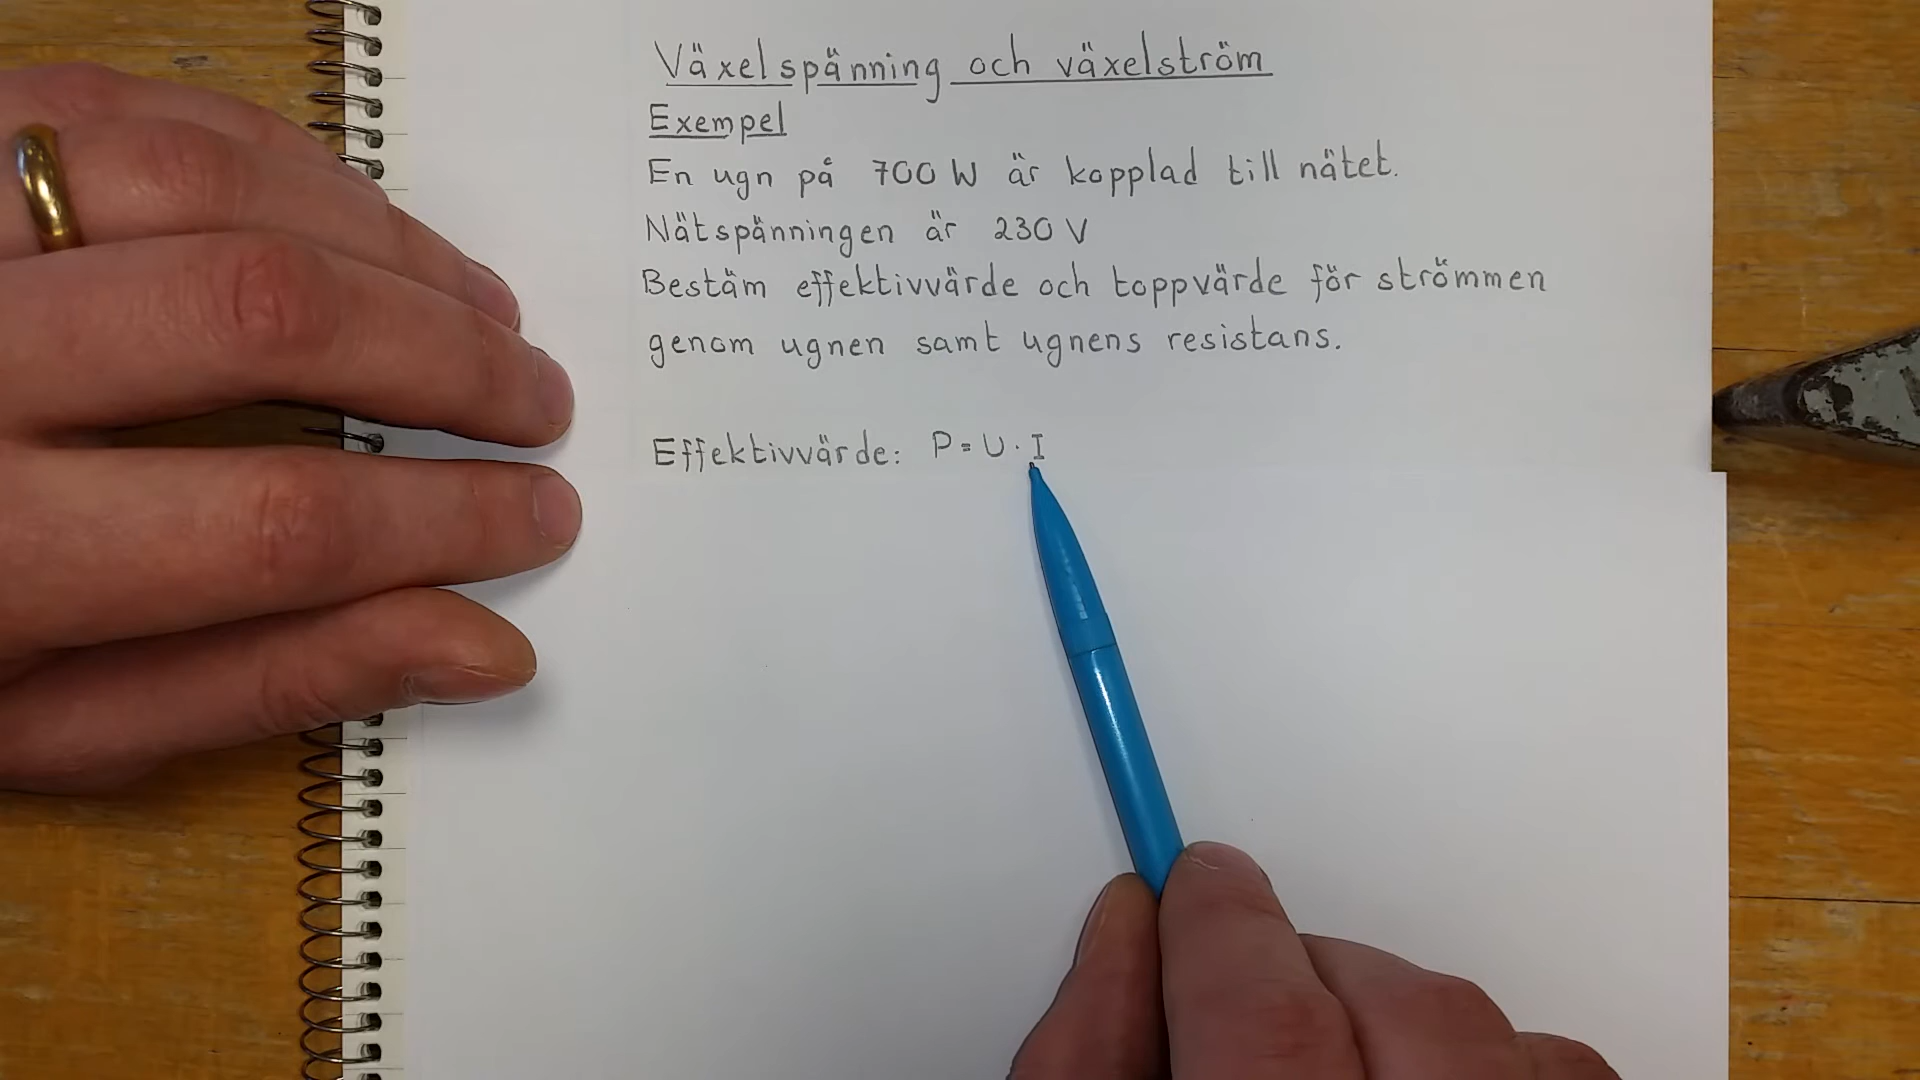 Växelspänning och växelström
Exempel
En ugn på 700 W är kopplad till nätet.
Nätspänningen är 230 V
Bestäm effektivvärde och toppvärde för strömmen
genom ugnen samt ugnens resistans.
Effektivvärde: P = U · I